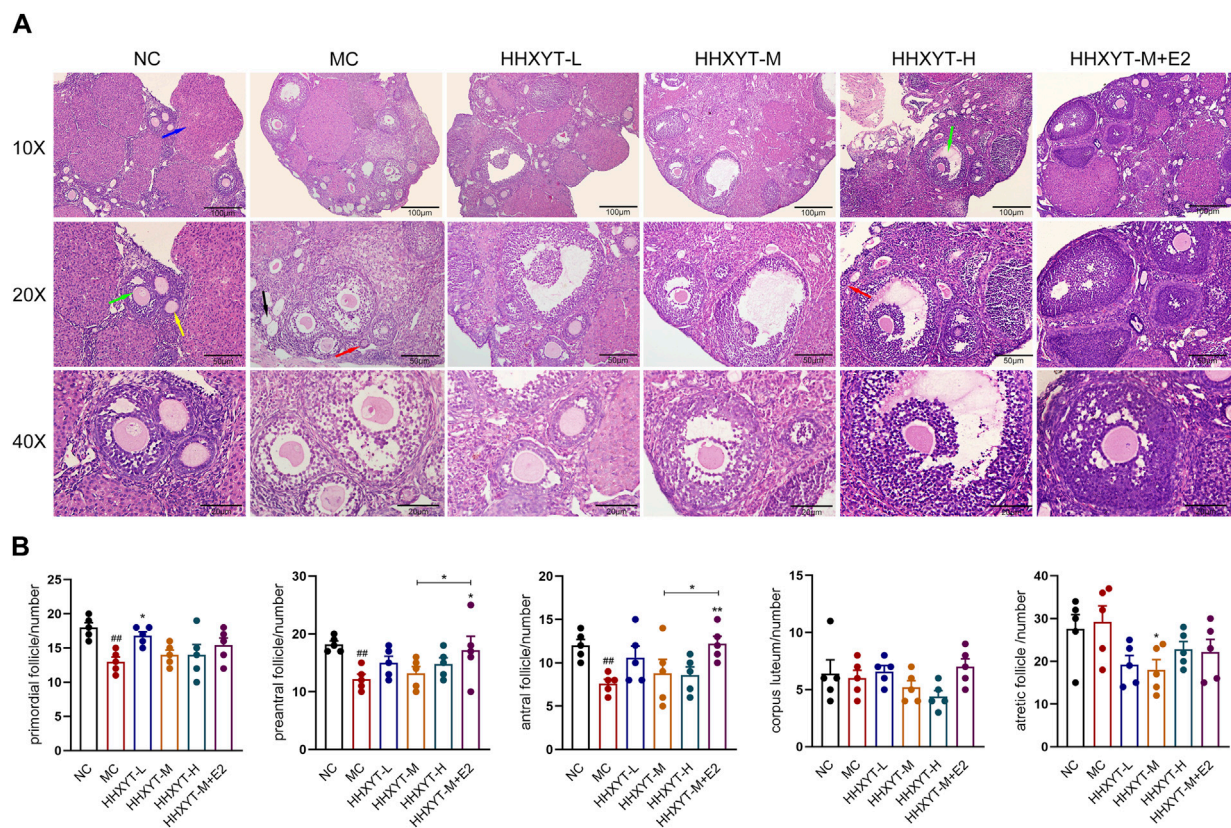 A
NC MC HHXYT-L HHXYT-M HHXYT-H HHXYT-M+E2
10X
100μm 100μm 100μm 100μm 100μm
20X
50μm 50μm 50μm 50μm 50μm
40X
20μm 20μm
B
primordial follicle/number
25
20
15
10
5
0
##
*
NC MC HHXYT-L HHXYT-M HHXYT-H HHXYT-M+E2
preantral follicle/number
30
20
10
0
##
*
*
NC MC HHXYT-L HHXYT-M HHXYT-H HHXYT-M+E2
antral follicle/number
20
15
10
5
0
##
*
**
NC MC HHXYT-L HHXYT-M HHXYT-H HHXYT-M+E2
corpus luteum/number
15
10
5
0
NC MC HHXYT-L HHXYT-M HHXYT-H HHXYT-M+E2
atretic follicle /number
40
30
20
10
0
*
NC MC HHXYT-L HHXYT-M HHXYT-H HHXYT-M+E2